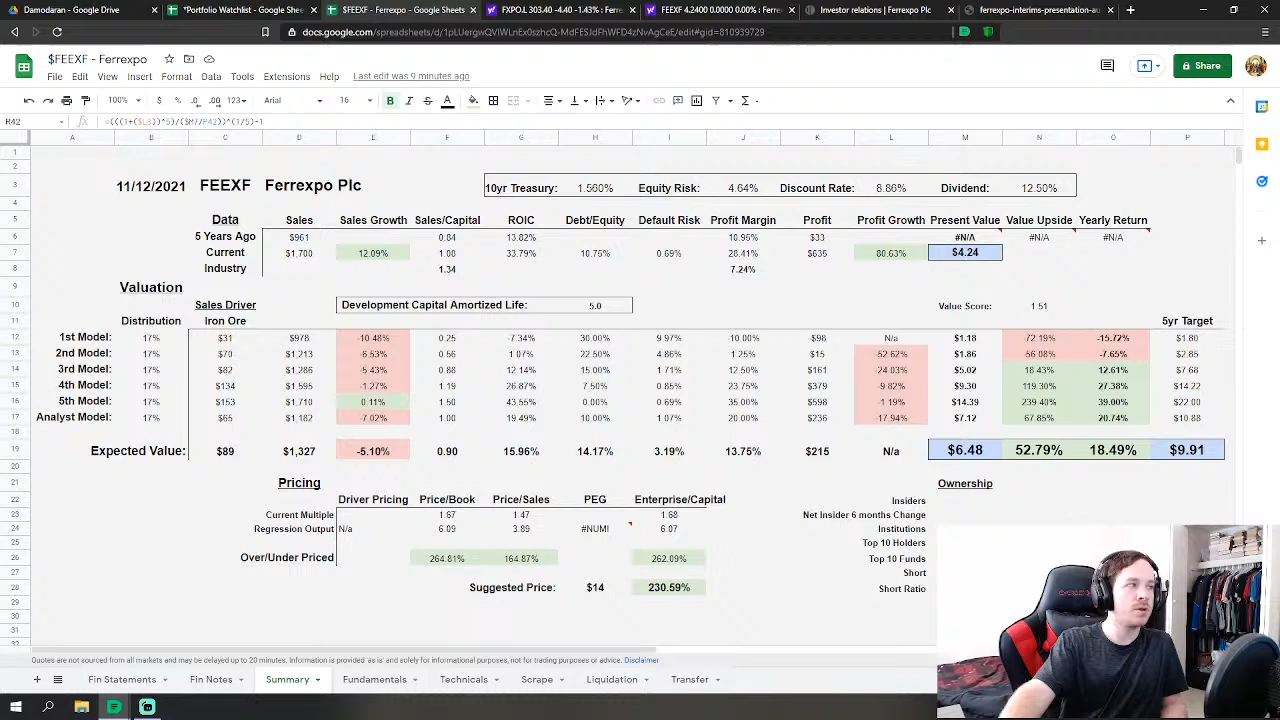 Damodaran - Google Drive
*Portfolio Watchlist - Google Shee
$FEEXF - Ferrexpo - Google Sheets
FXPO.L 303.40 -4.40 -1.43% : Ferr
FEEXF 4.2400 0.0000 0.00% : Ferre
Investor relations | Ferrexpo Plc
ferrexpo-interims-presentation-au
$FEEXF - Ferrexpo
File Edit View Insert Format Data Tools Extensions Help Last edit was 9 minutes ago
Share
100% $ % .0 .00 123 Arial 16 B I S A
R42
A B C D E F G H I J K L M N O P
11/12/2021 FEEXF Ferrexpo Plc 10yr Treasury: 1.560% Equity Risk: 4.64% Discount Rate: 8.86% Dividend: 12.50%
Data Sales Sales Growth Sales/Capital ROIC Debt/Equity Default Risk Profit Margin Profit Profit Growth Present Value Value Upside Yearly Return
5 Years Ago $961 0.84 13.82% 10.95% $33 #N/A #N/A #N/A
Current $1,700 12.09% 1.08 33.79% 10.75% 0.69% 28.41% $635 80.63% $4.24
Industry 1.34 7.24%
Valuation
Sales Driver Development Capital Amortized Life: 5.0 Value Score: 1.51
Distribution Iron Ore 5yr Target
1st Model: 17% $31 $978 -10.48% 0.25 -7.34% 30.00% 9.97% -10.00% -$98 N/a $1.18 -72.19% -15.72% $1.80
2nd Model: 17% $70 $1,213 -6.53% 0.56 1.07% 22.50% 4.86% 1.25% $15 -52.62% $1.86 -56.08% -7.65% $2.85
3rd Model: 17% $82 $1,286 -5.43% 0.88 12.14% 15.00% 1.71% 12.50% $161 -24.03% $5.02 18.43% 12.61% $7.68
4th Model: 17% $134 $1,595 -1.27% 1.19 26.87% 7.50% 0.85% 23.75% $379 -9.82% $9.30 119.30% 27.38% $14.22
5th Model: 17% $153 $1,710 0.11% 1.50 43.55% 0.00% 0.69% 35.00% $598 -1.19% $14.39 239.40% 39.00% $22.00
Analyst Model: 17% $65 $1,182 -7.02% 1.00 19.49% 10.00% 1.07% 20.00% $236 -17.94% $7.12 67.85% 20.74% $10.88
Expected Value: $89 $1,327 -5.10% 0.90 15.96% 14.17% 3.19% 13.75% $215 N/a $6.48 52.79% 18.49% $9.91
Pricing Ownership
Driver Pricing Price/Book Price/Sales PEG Enterprise/Capital Insiders
Current Multiple 1.67 1.47 1.68 Net Insider 6 months Change
Regression Output N/a 6.09 3.89 #NUM! 6.07 Institutions
Top 10 Holders
Over/Under Priced 264.81% 164.87% 262.09% Top 10 Funds
Short
Suggested Price: $14 230.59% Short Ratio
Quotes are not sourced from all markets and may be delayed up to 20 minutes. Information is provided 'as is' and solely for informational purposes, not for trading purposes or advice. Disclaimer
Fin Statements Fin Notes Summary Fundamentals Technicals Scrape Liquidation Transfer